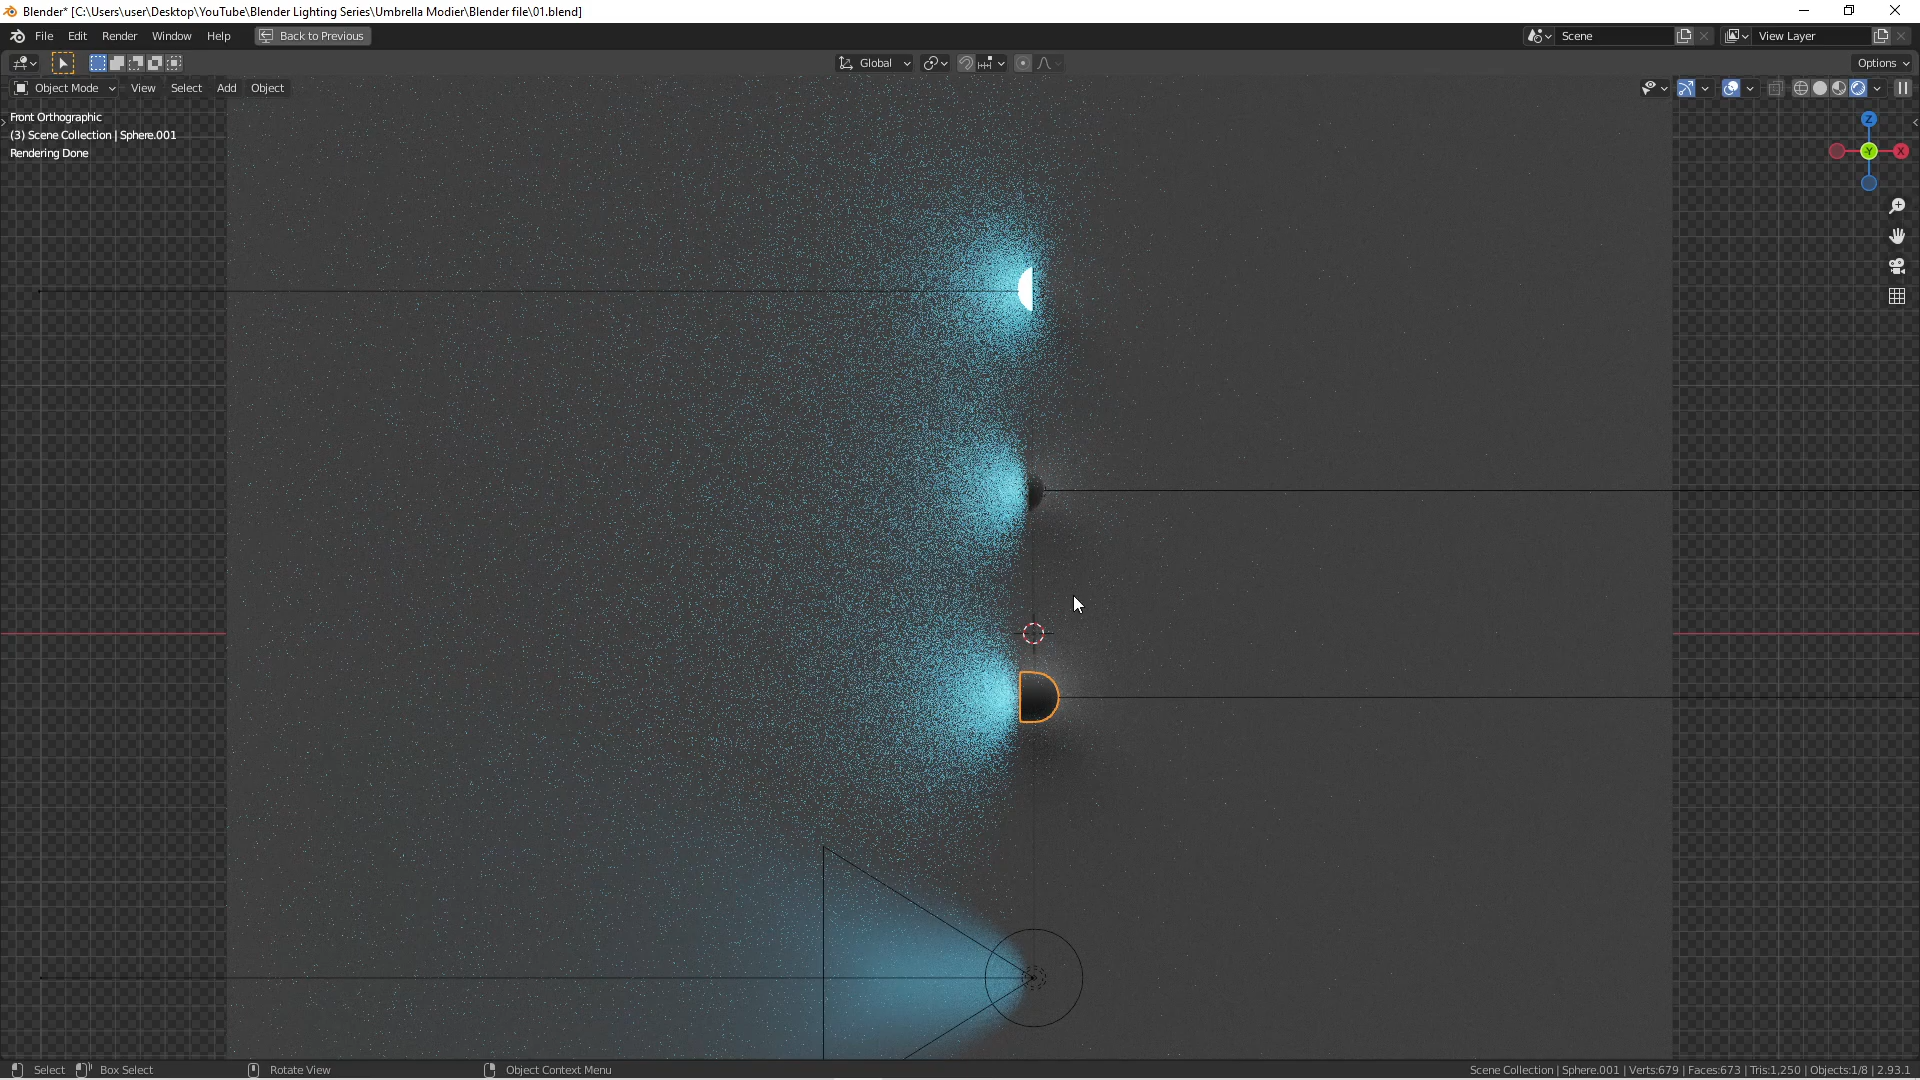 Blender* [C:\Users\user\Desktop\YouTube\Blender Lighting Series\Umbrella Modier\Blender file\01.blend]
File Edit Render Window Help Back to Previous Scene View Layer
Global Options
Object Mode View Select Add Object
Front Orthographic
(3) Scene Collection | Sphere.001
Rendering Done
Z
Y X
Select Box Select Rotate View Object Context Menu Scene Collection | Sphere.001 | Verts:679 | Faces:673 | Tris:1,250 | Objects:1/8 | 2.93.1